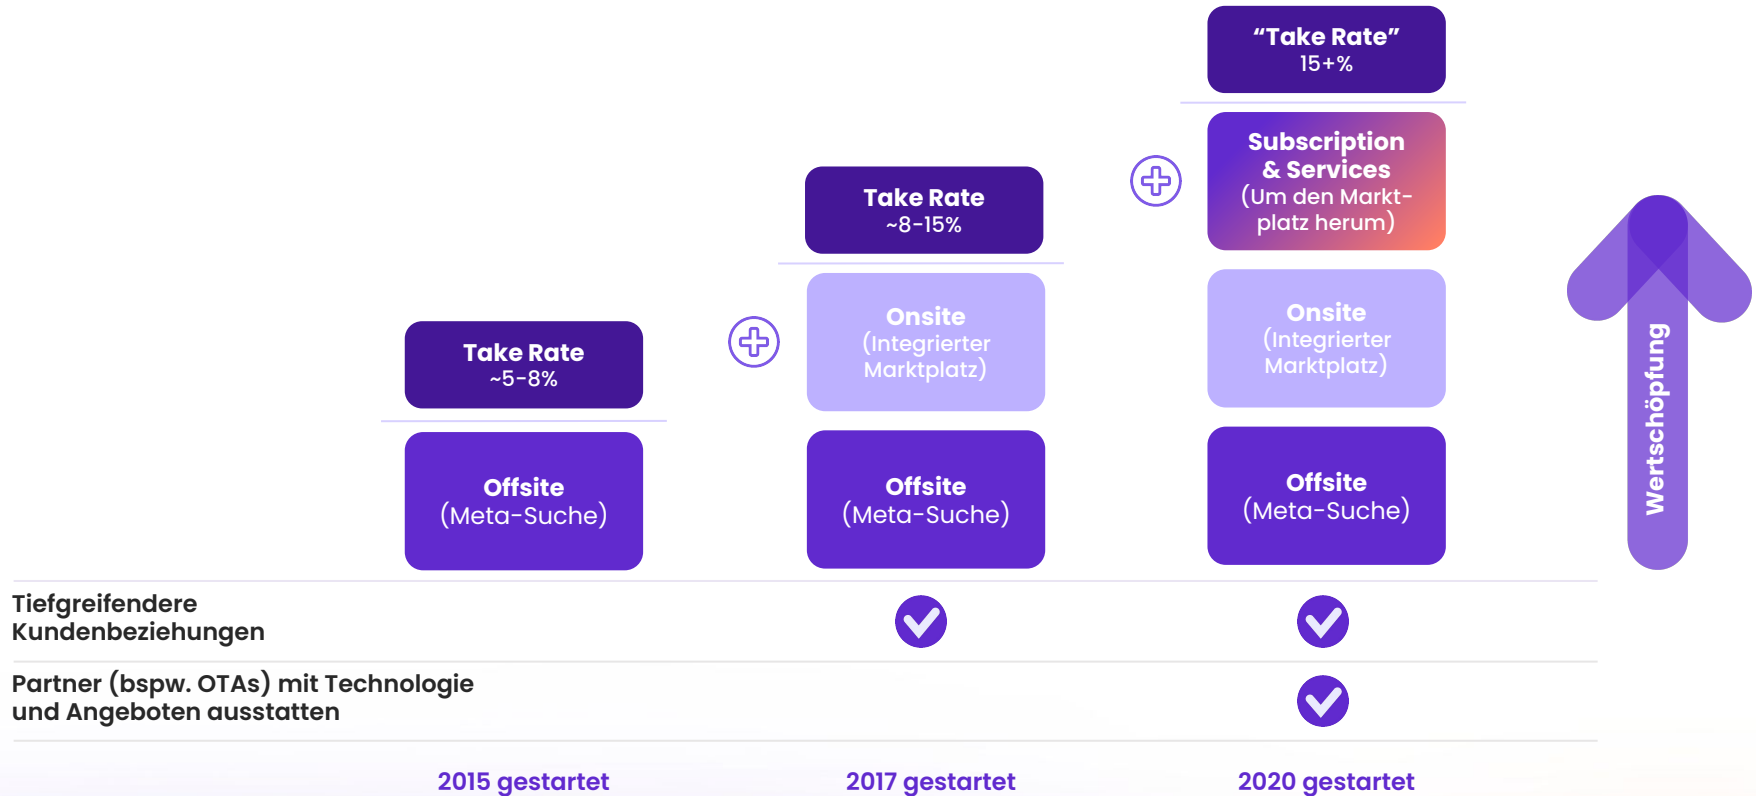 Take Rate
~5-8%
Offsite
(Meta-Suche)
Take Rate
~8-15%
Onsite
(Integrierter
Marktplatz)
Offsite
(Meta-Suche)
“Take Rate”
15+%
Subscription
& Services
(Um den Markt-
platz herum)
Onsite
(Integrierter
Marktplatz)
Offsite
(Meta-Suche)
Wertschöpfung
Tiefgreifendere
Kundenbeziehungen
Partner (bspw. OTAs) mit Technologie
und Angeboten ausstatten
2015 gestartet
2017 gestartet
2020 gestartet